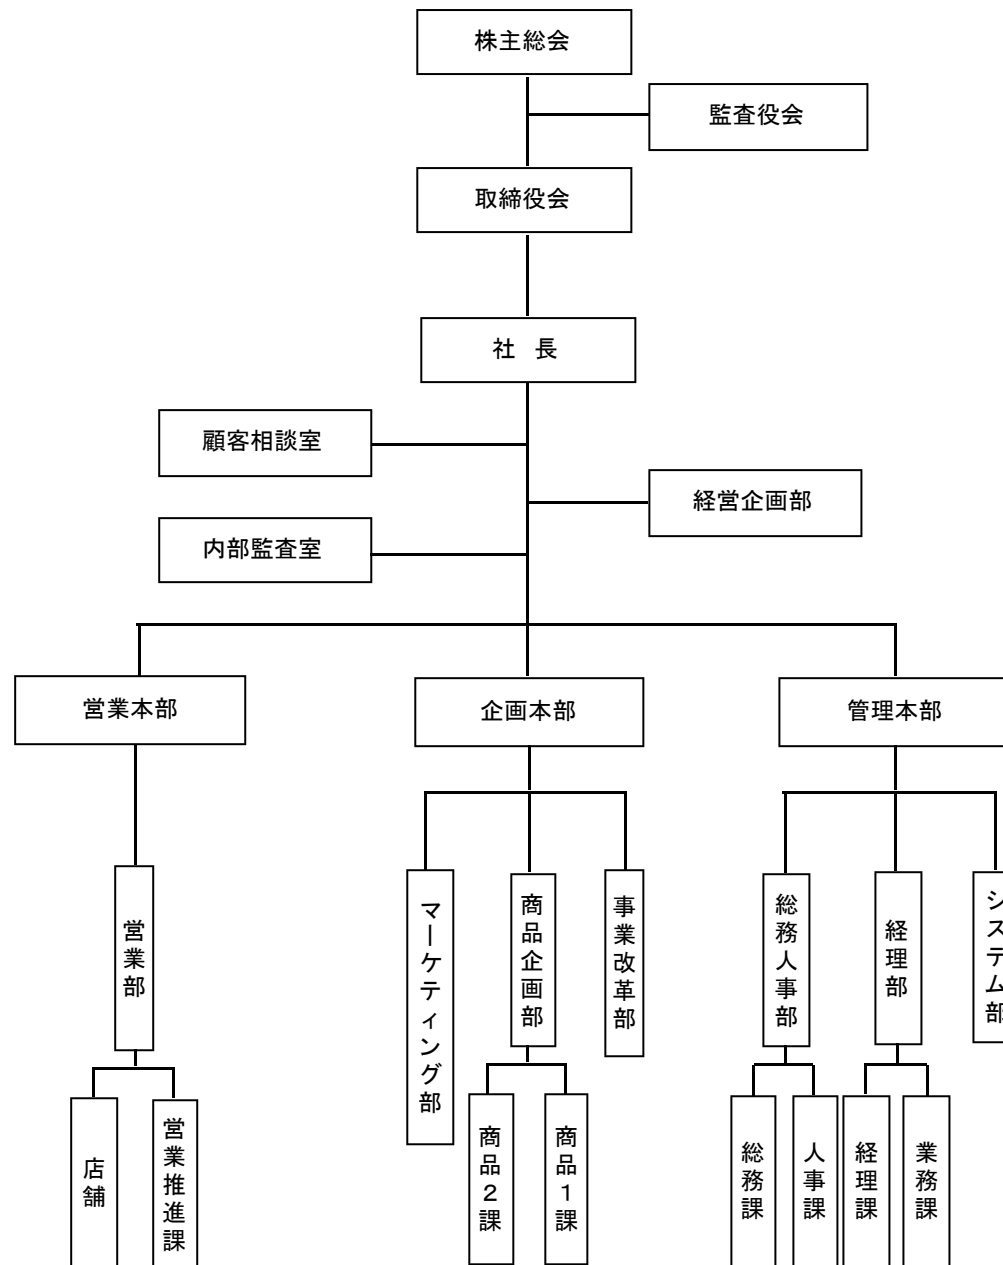 株主総会
監査役会
取締役会
社 長
顧客相談室
経営企画部
内部監査室
営業本部
企画本部
管理本部
営業部
マーケティング部
商品企画部
事業改革部
総務人事部
経理部
システム部
店舗
営業推進課
商品２課
商品１課
総務課
人事課
経理課
業務課